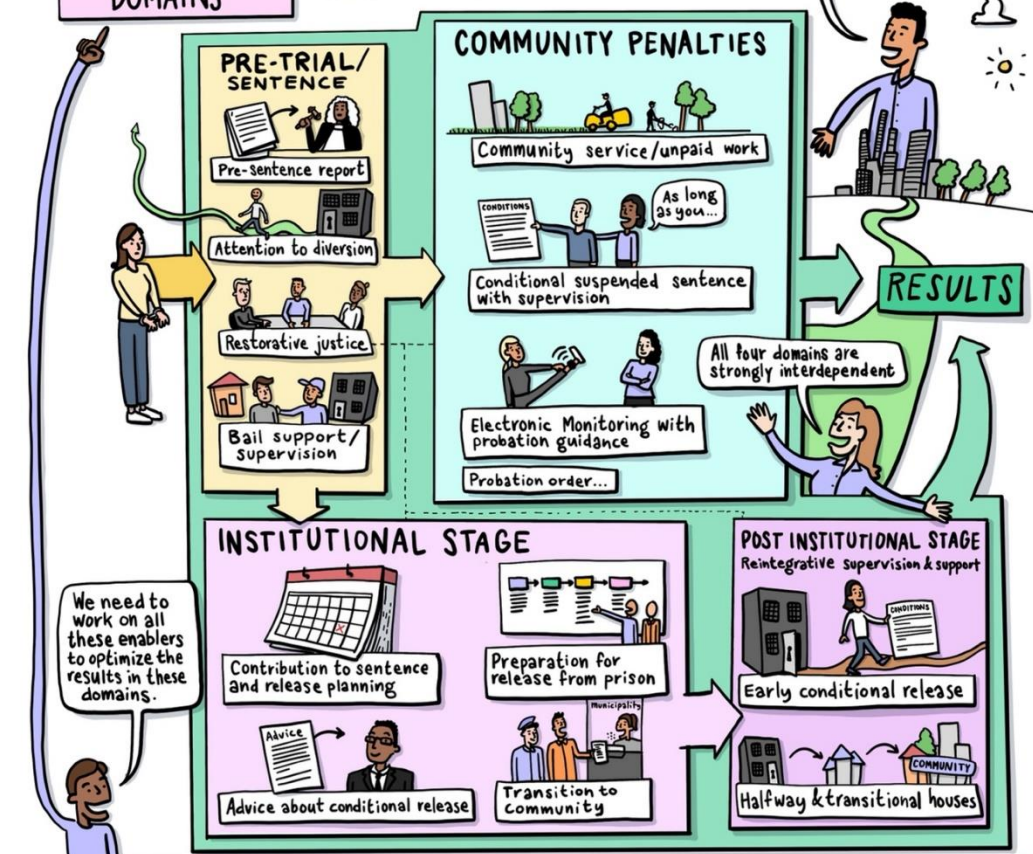 DOMAINS
PRE-TRIAL/
SENTENCE
Pre-sentence report
Attention to diversion
Restorative justice
Bail support/
supervision
COMMUNITY PENALTIES
Community service/unpaid work
CONDITIONS
As long
as you...
Conditional suspended sentence
with supervision
Electronic Monitoring with
probation guidance
Probation order...
RESULTS
All four domains are
strongly interdependent
INSTITUTIONAL STAGE
Contribution to sentence
and release planning
Preparation for
release from prison
Advice
Advice about conditional release
Municipality
Transition to
Community
POST INSTITUTIONAL STAGE
Reintegrative supervision & support
CONDITIONS
Early conditional release
COMMUNITY
Halfway & transitional houses
We need to
work on all
these enablers
to optimize the
results in these
domains.